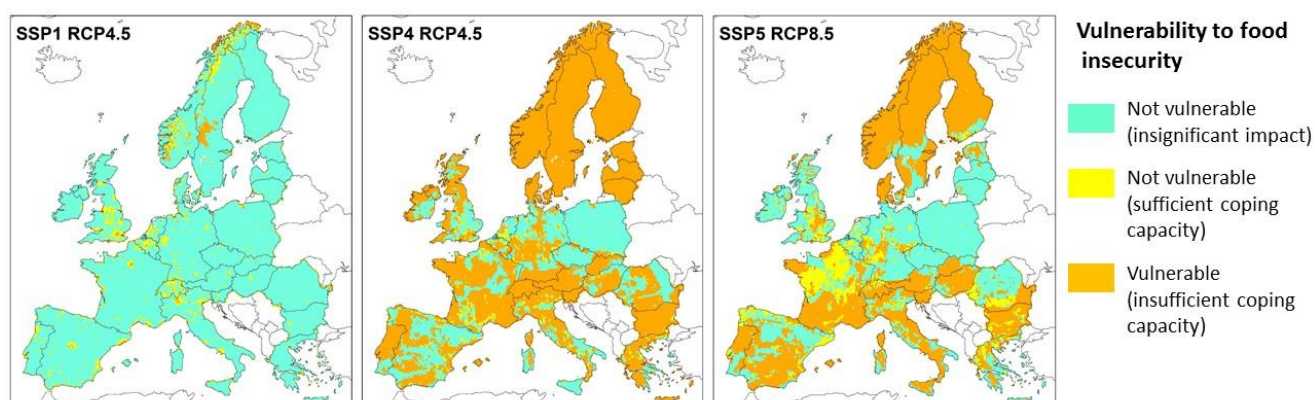 SSP1 RCP4.5
SSP4 RCP4.5
SSP5 RCP8.5
Vulnerability to food
insecurity
Not vulnerable
(insignificant impact)
Not vulnerable
(sufficient coping
capacity)
Vulnerable
(insufficient coping
capacity)